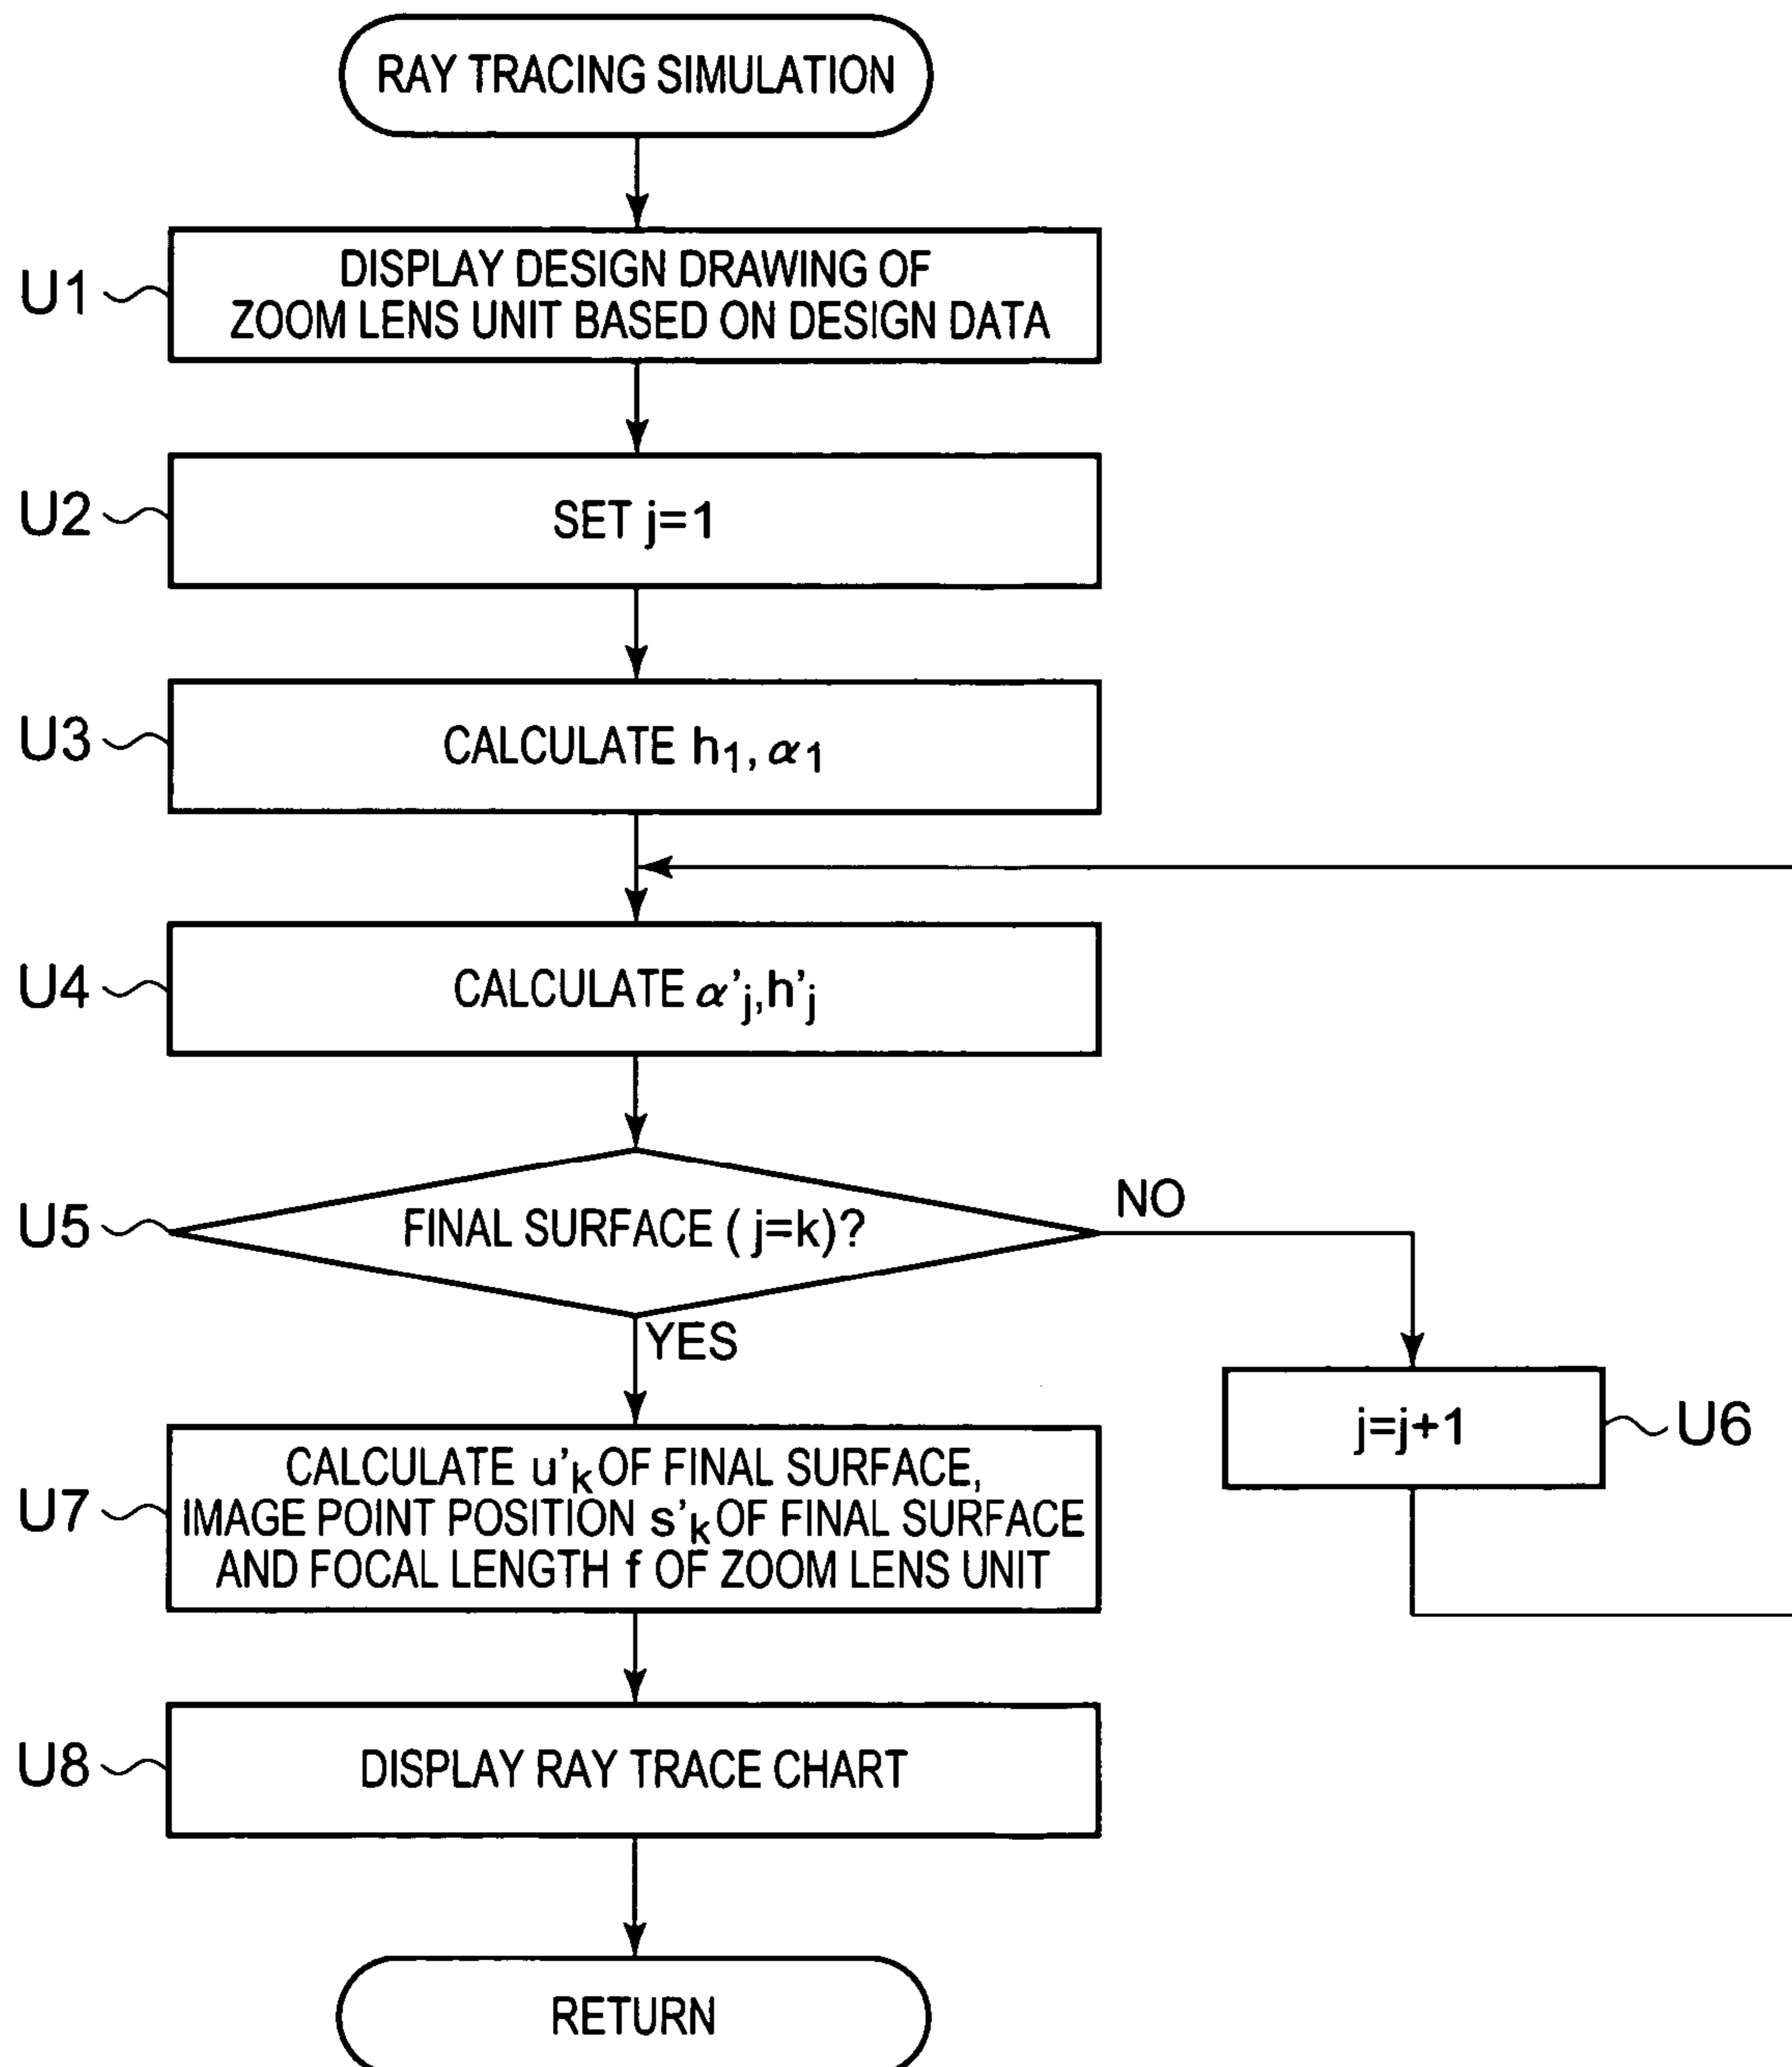 RAY TRACING SIMULATION
U1
DISPLAY DESIGN DRAWING OF
ZOOM LENS UNIT BASED ON DESIGN DATA
U2
SET j=1
U3
CALCULATE h₁, α₁
U4
CALCULATE α'ⱼ,h'ⱼ
U5
FINAL SURFACE ( j=k)?
NO
YES
j=j+1
U6
U7
CALCULATE u'ₖ OF FINAL SURFACE,
IMAGE POINT POSITION s'ₖ OF FINAL SURFACE
AND FOCAL LENGTH f OF ZOOM LENS UNIT
U8
DISPLAY RAY TRACE CHART
RETURN